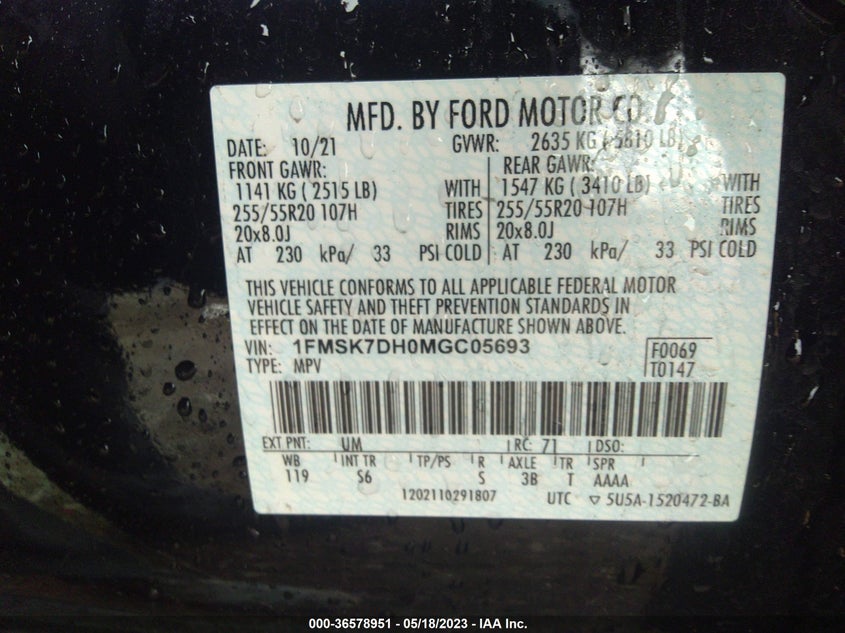 MFD. BY FORD MOTOR CO.
DATE: 10/21 GVWR: 2635 KG ( 5810 LB)
FRONT GAWR: REAR GAWR:
1141 KG ( 2515 LB) WITH 1547 KG ( 3410 LB) WITH
255/55R20 107H TIRES 255/55R20 107H TIRES
20x8.0J RIMS 20x8.0J RIMS
AT 230 kPa/ 33 PSI COLD AT 230 kPa/ 33 PSI COLD
THIS VEHICLE CONFORMS TO ALL APPLICABLE FEDERAL MOTOR
VEHICLE SAFETY AND THEFT PREVENTION STANDARDS IN
EFFECT ON THE DATE OF MANUFACTURE SHOWN ABOVE.
VIN: 1FMSK7DH0MGC05693 F0069
TYPE: MPV T0147
EXT PNT: UM RC: 71 DSO:
WB INT TR TP/PS R AXLE TR SPR
119 S6 S 3B T AAAA
1202110291807 UTC ▽ 5U5A-1520472-BA
000-36578951 - 05/18/2023 - IAA Inc.